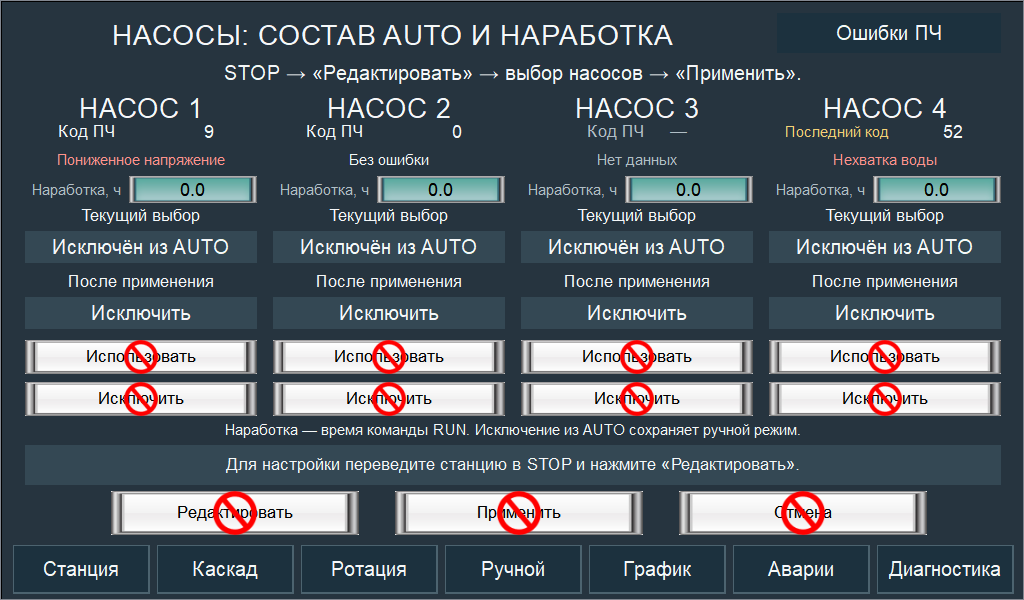 НАСОСЫ: СОСТАВ AUTO И НАРАБОТКА
Ошибки ПЧ
STOP → «Редактировать» → выбор насосов → «Применить».
НАСОС 1 НАСОС 2 НАСОС 3 НАСОС 4
Код ПЧ 9 Код ПЧ 0 Код ПЧ — Последний код 52
Пониженное напряжение Без ошибки Нет данных Нехватка воды
Наработка, ч 0.0 Наработка, ч 0.0 Наработка, ч 0.0 Наработка, ч 0.0
Текущий выбор Текущий выбор Текущий выбор Текущий выбор
Исключён из AUTO Исключён из AUTO Исключён из AUTO Исключён из AUTO
После применения После применения После применения После применения
Исключить Исключить Исключить Исключить
Использовать Использовать Использовать Использовать
Исключить Исключить Исключить Исключить
Наработка — время команды RUN. Исключение из AUTO сохраняет ручной режим.
Для настройки переведите станцию в STOP и нажмите «Редактировать».
Редактировать Применить Отмена
Станция Каскад Ротация Ручной График Аварии Диагностика